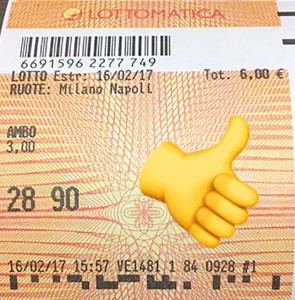 LOTTOMATICA
6691596 2277 749
LOTTO Estr: 16/02/17 Tot. 6,00 €
RUOTE: Milano Napoli
AMBO
3,00
28 90
16/02/17 15:57 VE1481 1 84 0928 #1